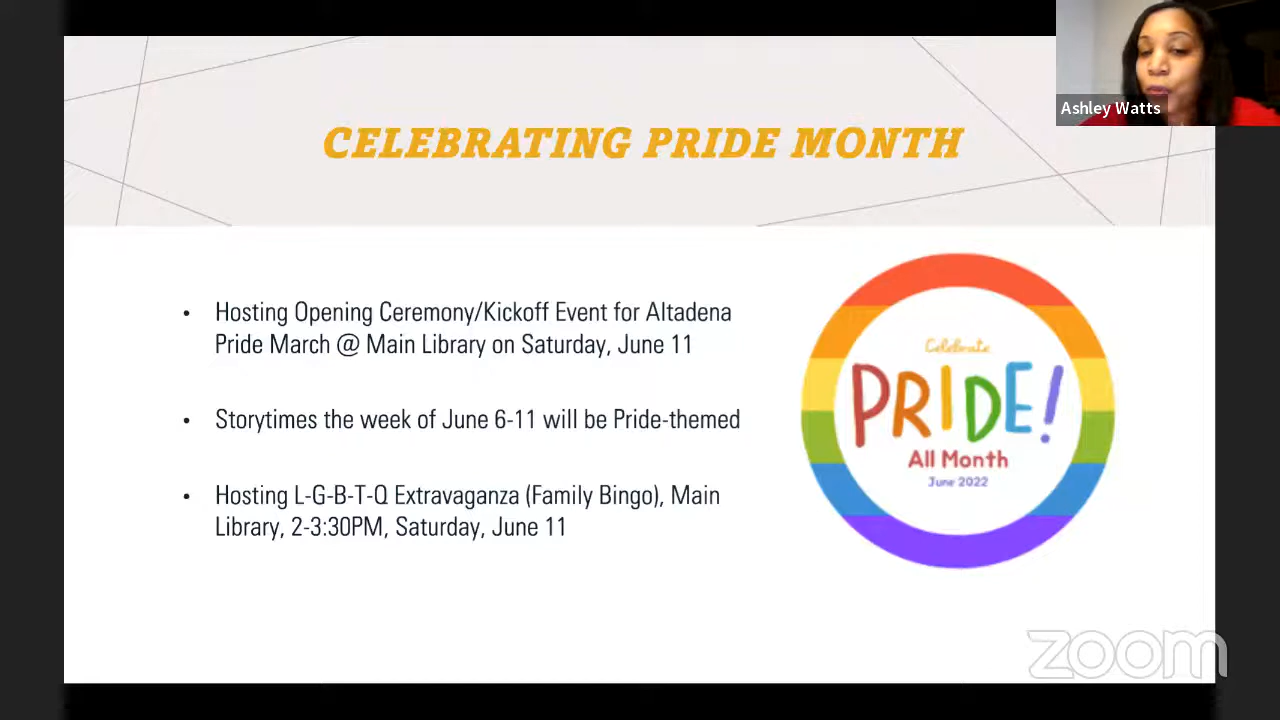 Ashley Watts
CELEBRATING PRIDE MONTH
• Hosting Opening Ceremony/Kickoff Event for Altadena
Pride March @ Main Library on Saturday, June 11
• Storytimes the week of June 6-11 will be Pride-themed
• Hosting L-G-B-T-Q Extravaganza (Family Bingo), Main
Library, 2-3:30PM, Saturday, June 11
Celebrate
PRIDE!
All Month
June 2022
zoom